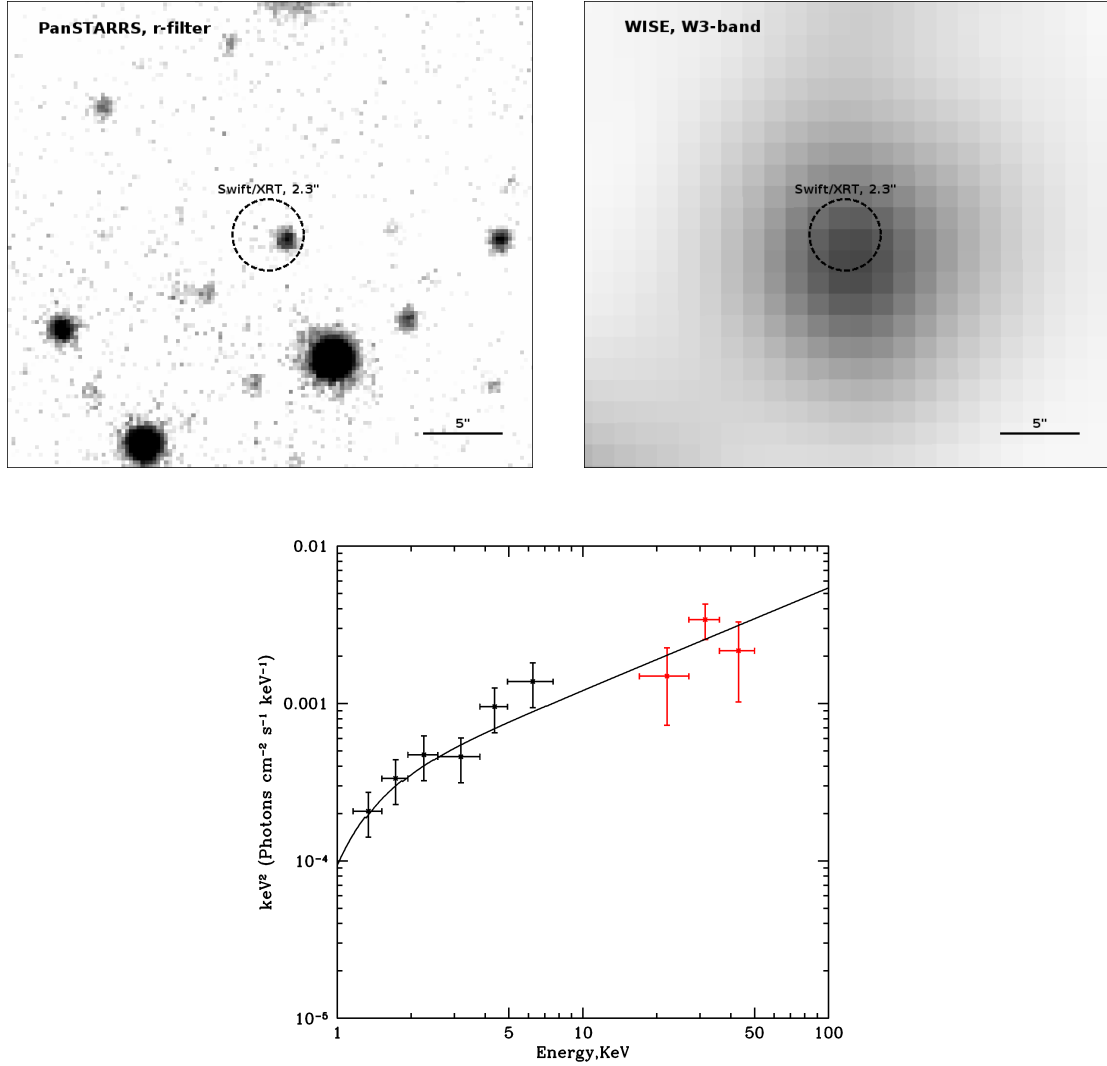 PanSTARRS, r-filter
Swift/XRT, 2.3"
5"
WISE, W3-band
Swift/XRT, 2.3"
5"
keV² (Photons cm⁻² s⁻¹ keV⁻¹)
0.01
0.001
10⁻⁴
10⁻⁵
1
5
10
50
100
Energy,KeV